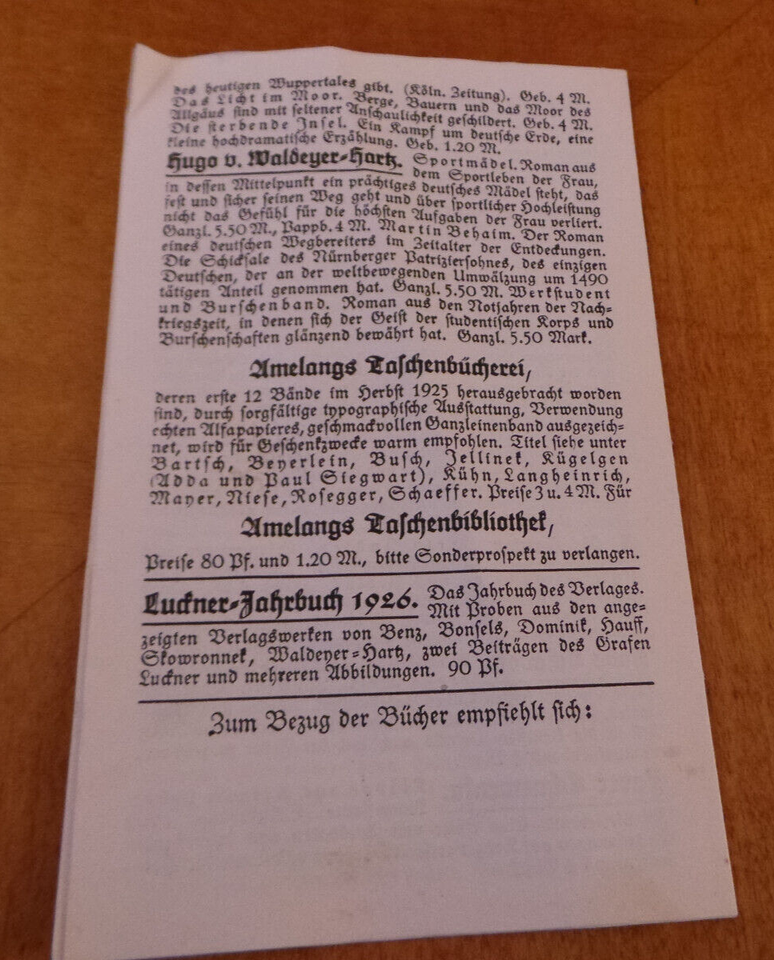 des heutigen Wuppertales gibt. (Köln. Zeitung). Geb. 4 M.
Das Licht im Moor. Berge, Bauern und das Moor des
Allgäus sind mit seltener Anschaulichkeit geschildert. Geb. 4 M.
Die sterbende Insel. Ein Kampf um deutsche Erde, eine
kleine hochdramatische Erzählung. Geb. 1.20 M.
Hugo v. Waldeyer-Hartz. Sportmädel. Roman aus
dem Sportleben der Frau,
in dessen Mittelpunkt ein prächtiges deutsches Mädel steht, das
fest und sicher seinen Weg geht und über sportlicher Hochleistung
nicht das Gefühl für die höchsten Aufgaben der Frau verliert.
Ganzl. 5.50 M., Pappb. 4 M. Martin Behaim. Der Roman
eines deutschen Wegbereiters im Zeitalter der Entdeckungen.
Die Schicksale des Nürnberger Patriziersohnes, des einzigen
Deutschen, der an der weltbewegenden Umwälzung um 1490
tätigen Anteil genommen hat. Ganzl. 5.50 M. Werkstudent
und Burschenband. Roman aus den Notjahren der Nach-
kriegszeit, in denen sich der Geist der studentischen Korps und
Burschenschaften glänzend bewährt hat. Ganzl. 5.50 Mark.
Amelangs Taschenbücherei,
deren erste 12 Bände im Herbst 1925 herausgebracht worden
sind, durch sorgfältige typographische Ausstattung, Verwendung
echten Alfapapieres, geschmackvollen Ganzleinenband ausgezeich-
net, wird für Geschenkzwecke warm empfohlen. Titel siehe unter
Bartsch, Beyerlein, Busch, Jellinek, Kügelgen
(Adda und Paul Siegwart), Kühn, Langheinrich,
Mayer, Niese, Rosegger, Schaeffer. Preise 3 u. 4 M. Für
Amelangs Taschenbibliothek,
Preise 80 Pf. und 1.20 M., bitte Sonderprospekt zu verlangen.
Luckner-Jahrbuch 1926. Das Jahrbuch des Verlages.
Mit Proben aus den ange-
zeigten Verlagswerken von Benz, Bonsels, Dominik, Hauff,
Skowronnek, Waldeyer-Hartz, zwei Beiträgen des Grafen
Luckner und mehreren Abbildungen. 90 Pf.
Zum Bezug der Bücher empfiehlt sich: